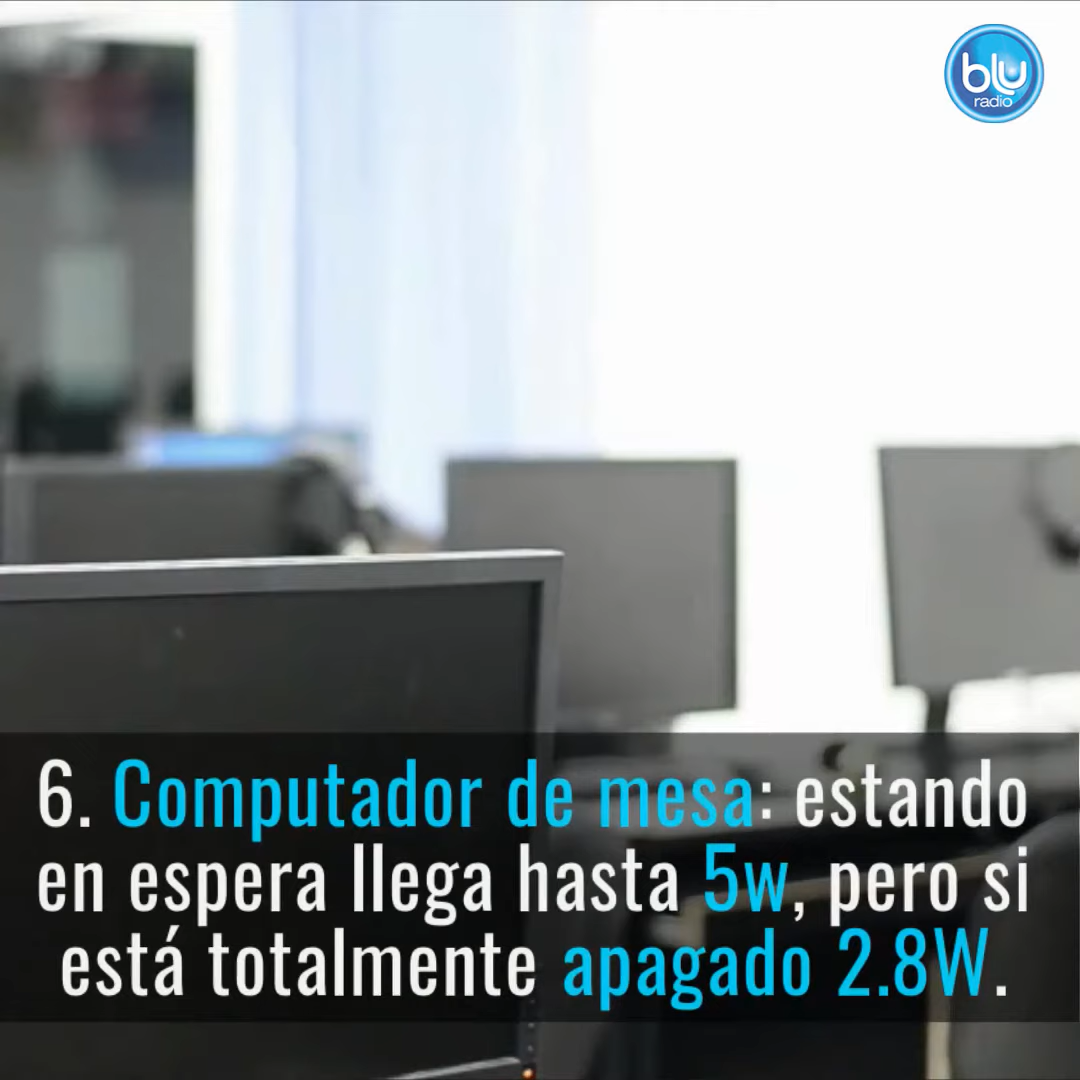 blu
radio
6. Computador de mesa: estando
en espera llega hasta 5w, pero si
está totalmente apagado 2.8W.